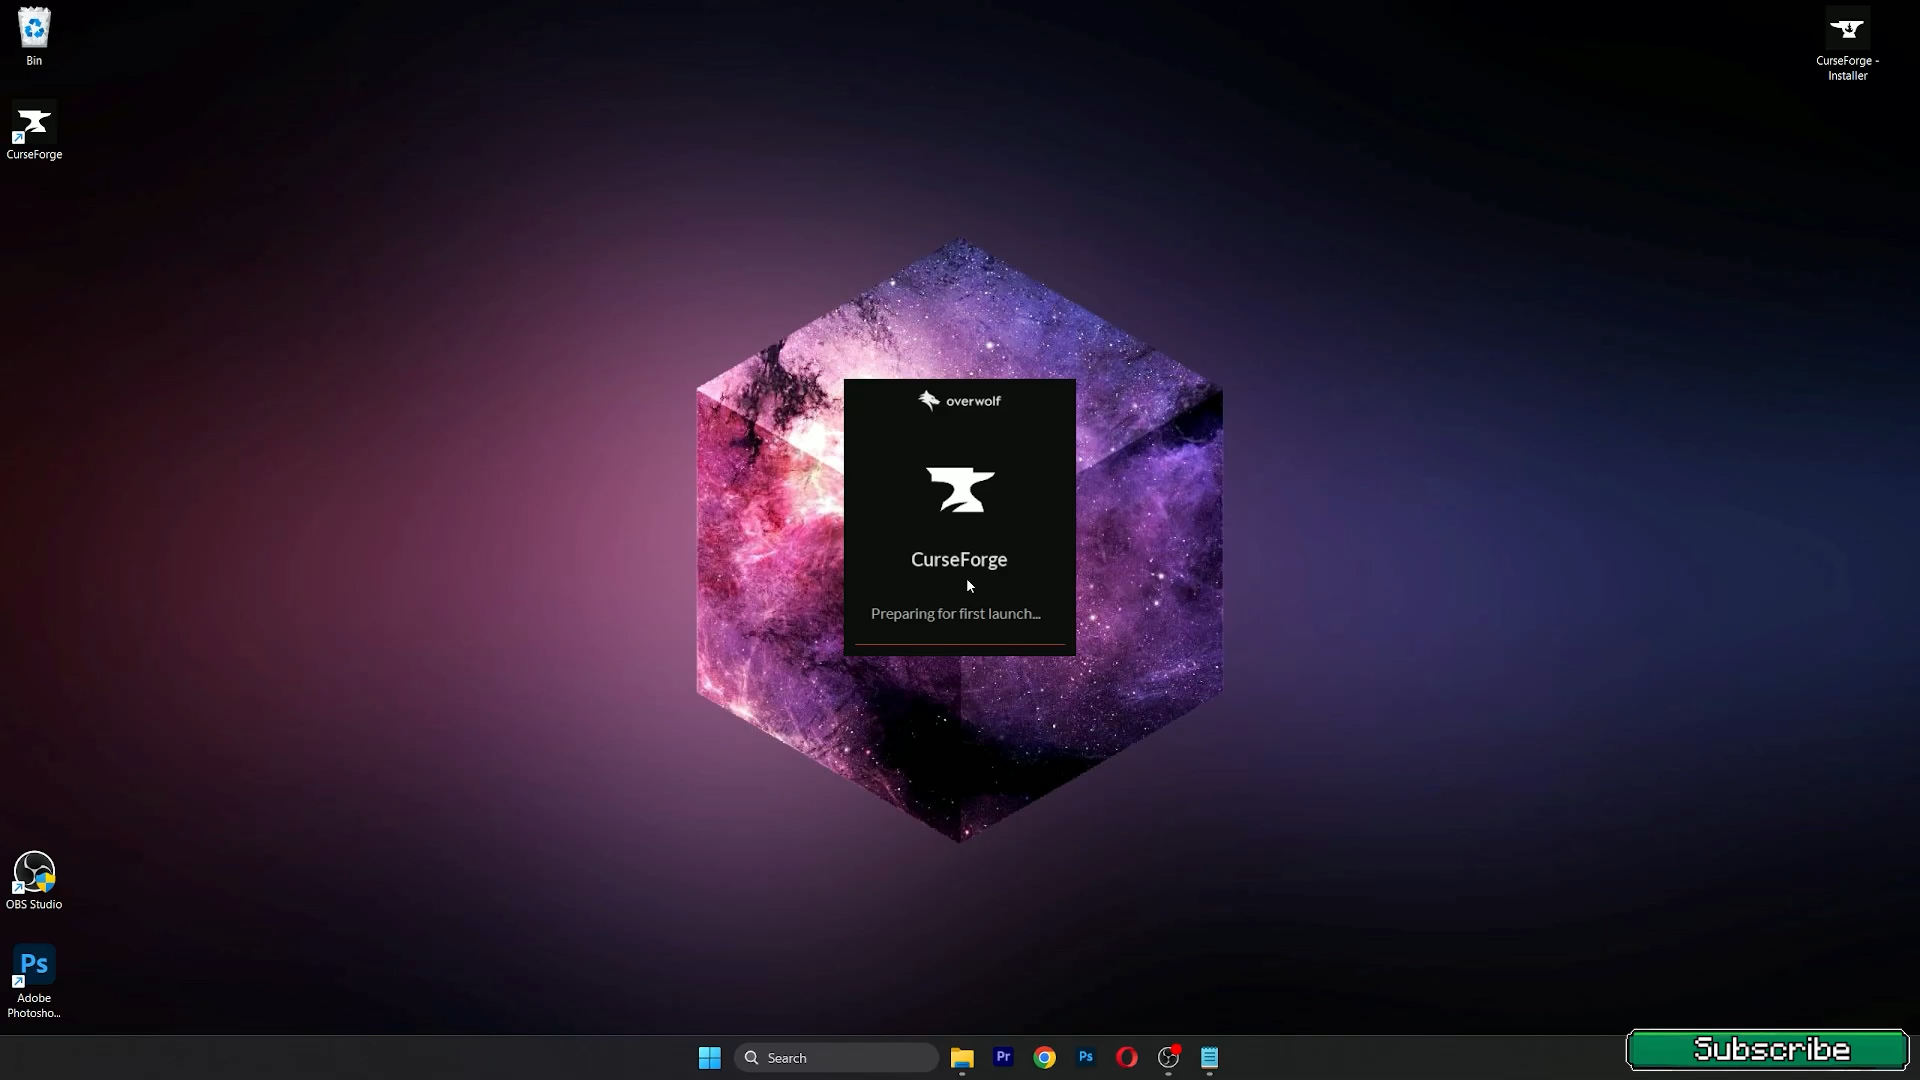 Bin
CurseForge -
Installer
CurseForge
overwolf
CurseForge
Preparing for first launch...
OBS Studio
Ps
Adobe
Photosho...
Search
Pr
Ps
Subscribe